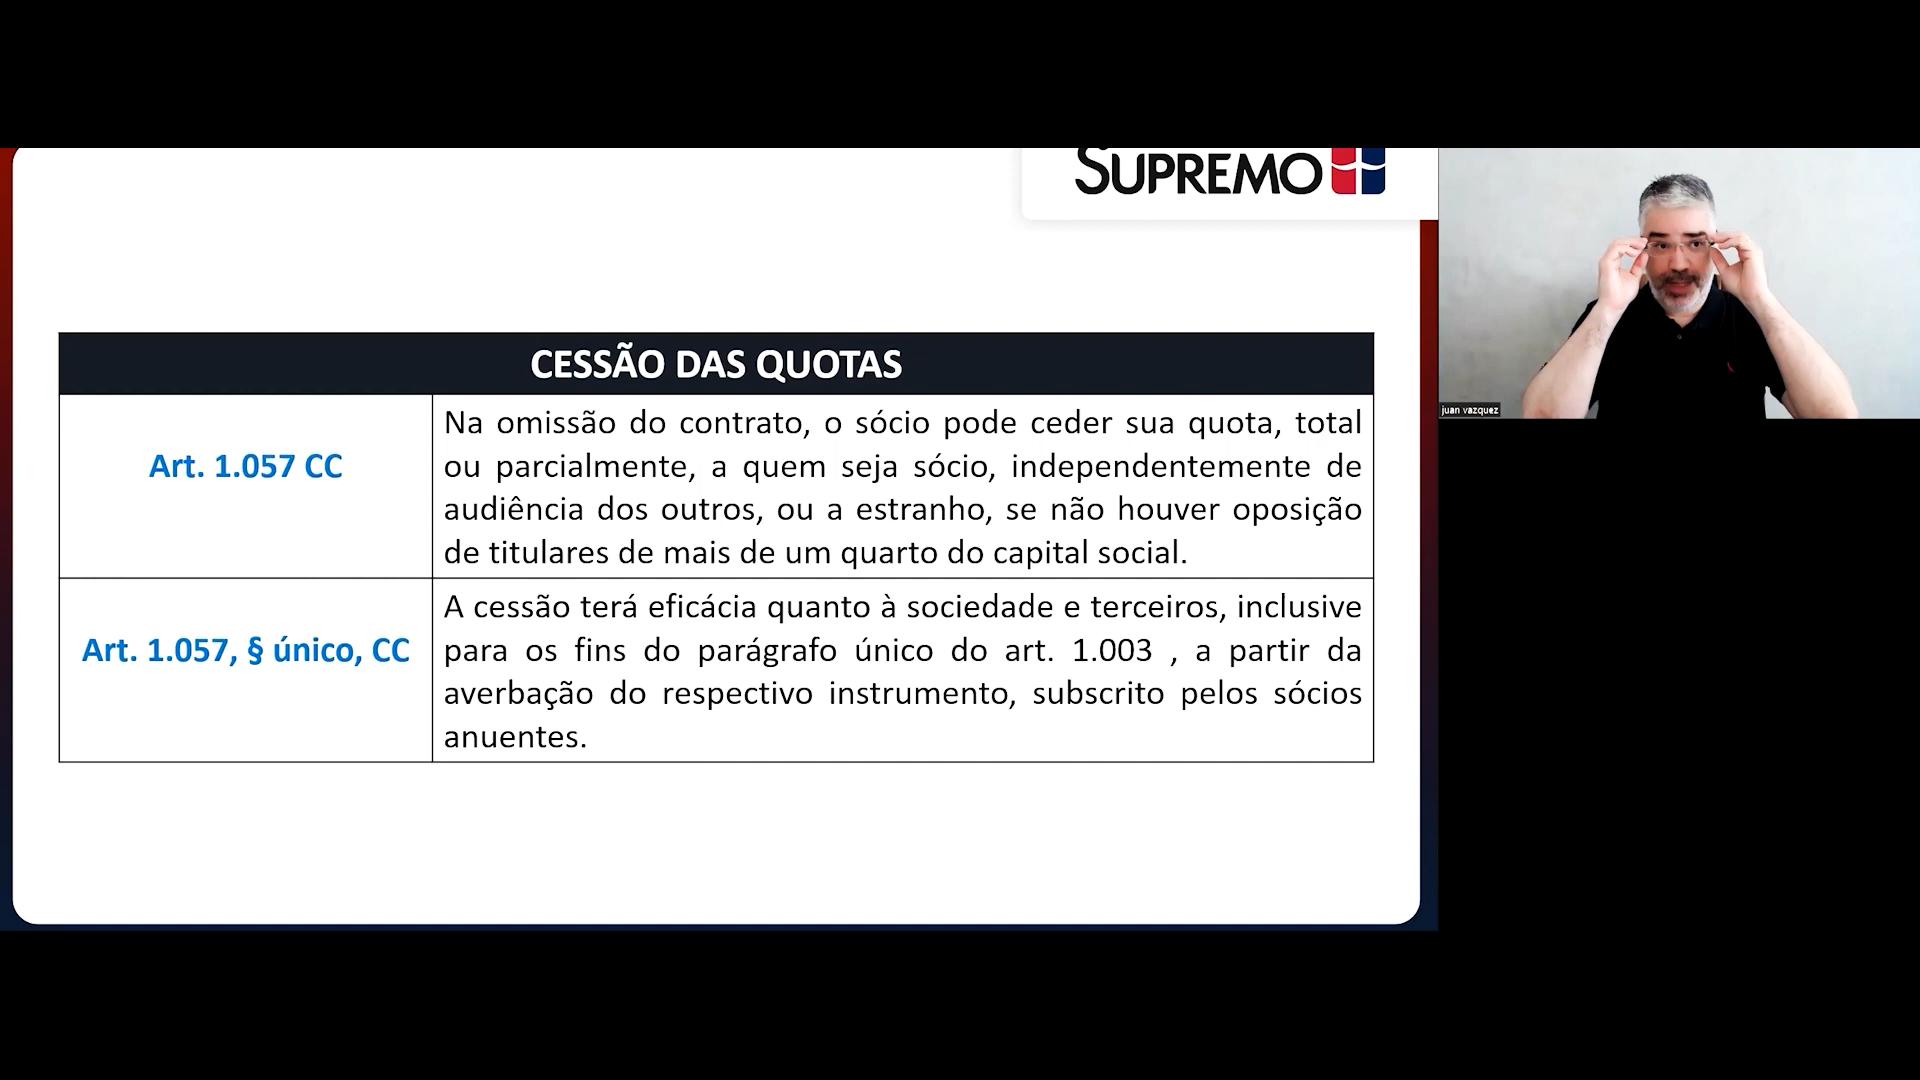 SUPREMO
CESSÃO DAS QUOTAS
Art. 1.057 CC
Na omissão do contrato, o sócio pode ceder sua quota, total
ou parcialmente, a quem seja sócio, independentemente de
audiência dos outros, ou a estranho, se não houver oposição
de titulares de mais de um quarto do capital social.
Art. 1.057, § único, CC
A cessão terá eficácia quanto à sociedade e terceiros, inclusive
para os fins do parágrafo único do art. 1.003 , a partir da
averbação do respectivo instrumento, subscrito pelos sócios
anuentes.
juan vazquez